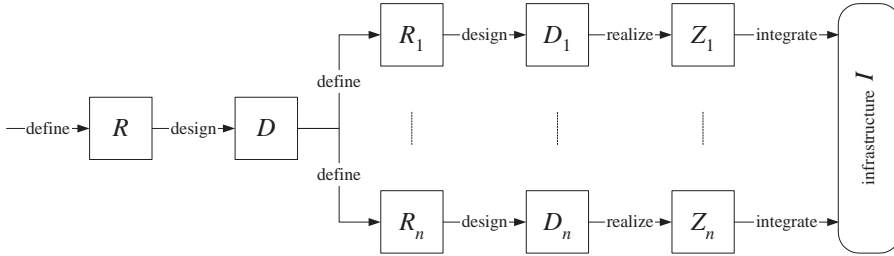 R₁ design D₁ realize Z₁ integrate
define
define R design D
define
Rₙ design Dₙ realize Zₙ integrate
infrastructure I